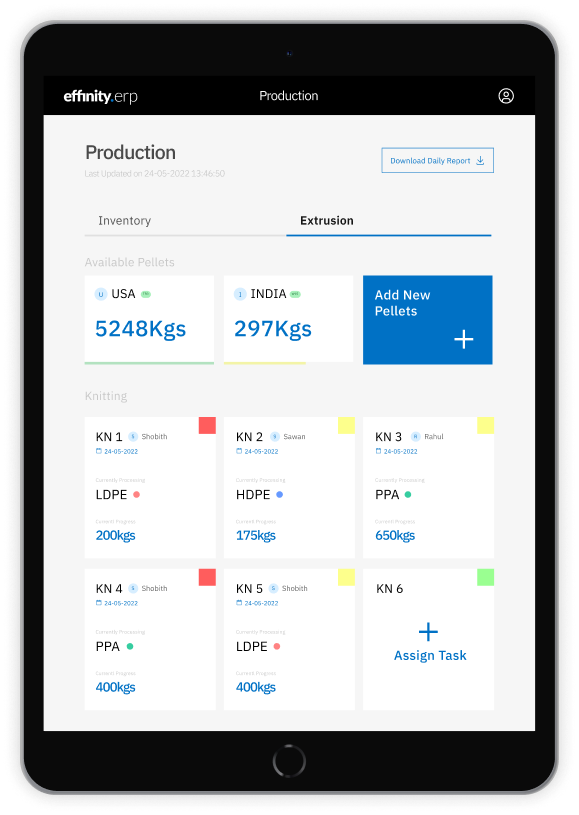 effinity.erp
Production
Production
Last Updated on 24-05-2022 13:46:50
Download Daily Report
Inventory
Extrusion
Available Pellets
U USA
5248Kgs
I INDIA
297Kgs
Add New
Pellets
Knitting
KN 1 S Shobith
24-05-2022
Currently Processing
LDPE
Current Progress
200kgs
KN 2 S Sawan
24-05-2022
Currently Processing
HDPE
Current Progress
175kgs
KN 3 R Rahul
24-05-2022
Currently Processing
PPA
Current Progress
650kgs
KN 4 S Shobith
24-05-2022
Currently Processing
PPA
Current Progress
400kgs
KN 5 S Shobith
24-05-2022
Currently Processing
LDPE
Current Progress
400kgs
KN 6
Assign Task